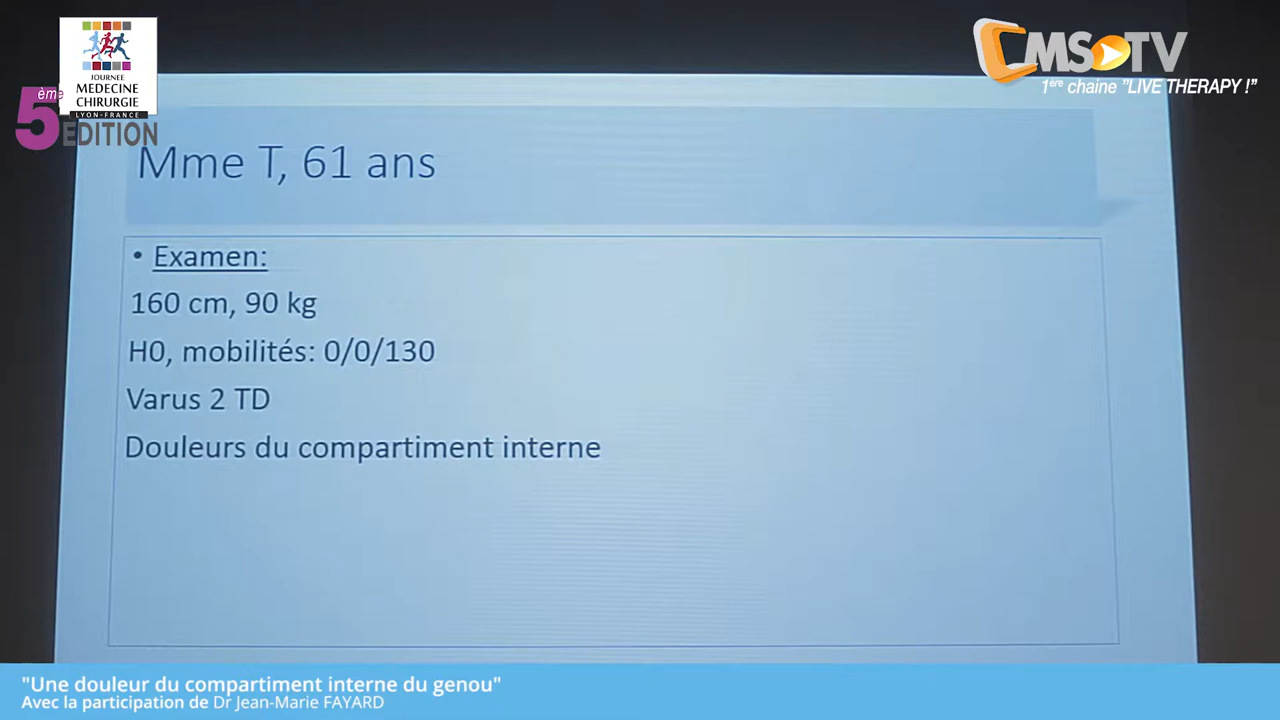 JOURNEE
MEDECINE
CHIRURGIE
LYON-FRANCE
5ème EDITION
CMS TV
1ère chaine "LIVE THERAPY !"
Mme T, 61 ans
• Examen:
160 cm, 90 kg
H0, mobilités: 0/0/130
Varus 2 TD
Douleurs du compartiment interne
"Une douleur du compartiment interne du genou"
Avec la participation de Dr Jean-Marie FAYARD